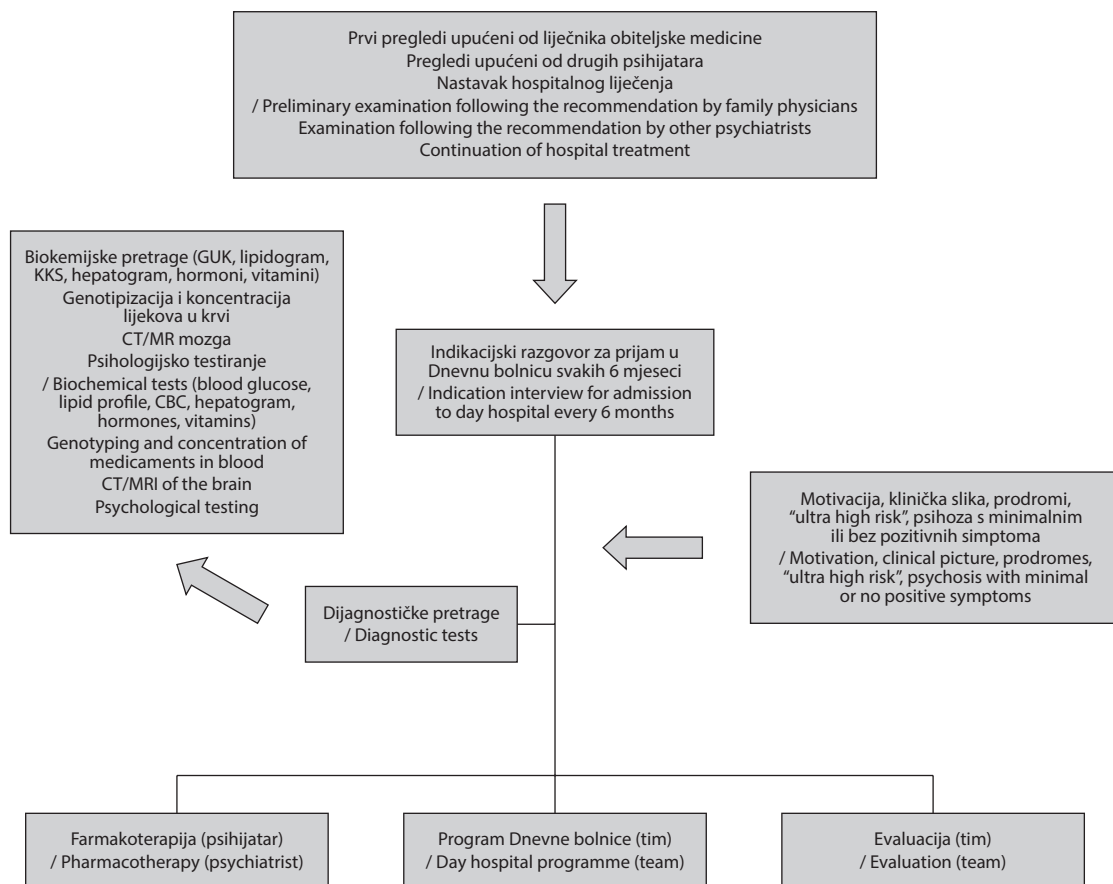 Prvi pregledi upućeni od liječnika obiteljske medicine
Pregledi upućeni od drugih psihijatara
Nastavak hospitalnog liječenja
/ Preliminary examination following the recommendation by family physicians
Examination following the recommendation by other psychiatrists
Continuation of hospital treatment
Biokemijske pretrage (GUK, lipidogram,
KKS, hepatogram, hormoni, vitamini)
Genotipizacija i koncentracija
lijekova u krvi
CT/MR mozga
Psihologijsko testiranje
/ Biochemical tests (blood glucose,
lipid profile, CBC, hepatogram,
hormones, vitamins)
Genotyping and concentration of
medicaments in blood
CT/MRI of the brain
Psychological testing
Indikacijski razgovor za prijam u
Dnevnu bolnicu svakih 6 mjeseci
/ Indication interview for admission
to day hospital every 6 months
Motivacija, klinička slika, prodromi,
“ultra high risk”, psihoza s minimalnim
ili bez pozitivnih simptoma
/ Motivation, clinical picture, prodromes,
“ultra high risk”, psychosis with minimal
or no positive symptoms
Dijagnostičke pretrage
/ Diagnostic tests
Farmakoterapija (psihijatar)
/ Pharmacotherapy (psychiatrist)
Program Dnevne bolnice (tim)
/ Day hospital programme (team)
Evaluacija (tim)
/ Evaluation (team)